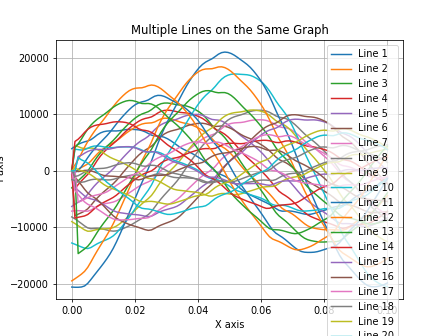 Multiple Lines on the Same Graph
20000
10000
0
−10000
−20000
0.00
0.02
0.04
0.06
X axis
axis
Line 1
Line 2
Line 3
Line 4
Line 5
Line 6
Line 7
Line 8
Line 9
Line 10
Line 11
Line 12
Line 13
Line 14
Line 15
Line 16
Line 17
Line 18
Line 19
Line 20